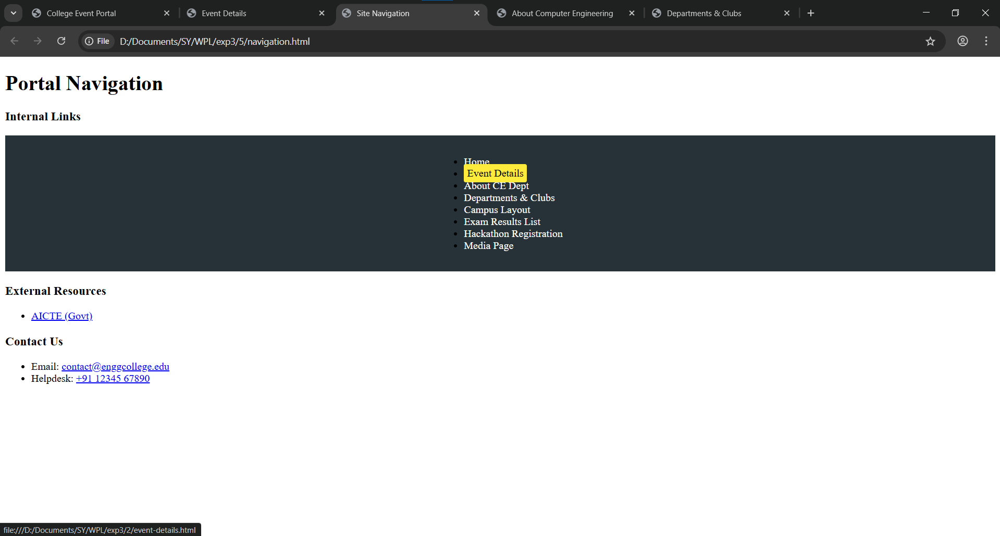 College Event Portal
Event Details
Site Navigation
About Computer Engineering
Departments & Clubs
File
D:/Documents/SY/WPL/exp3/5/navigation.html
Portal Navigation
Internal Links
Home
Event Details
About CE Dept
Departments & Clubs
Campus Layout
Exam Results List
Hackathon Registration
Media Page
External Resources
AICTE (Govt)
Contact Us
Email: contact@enggcollege.edu
Helpdesk: +91 12345 67890
file:///D:/Documents/SY/WPL/exp3/2/event-details.html